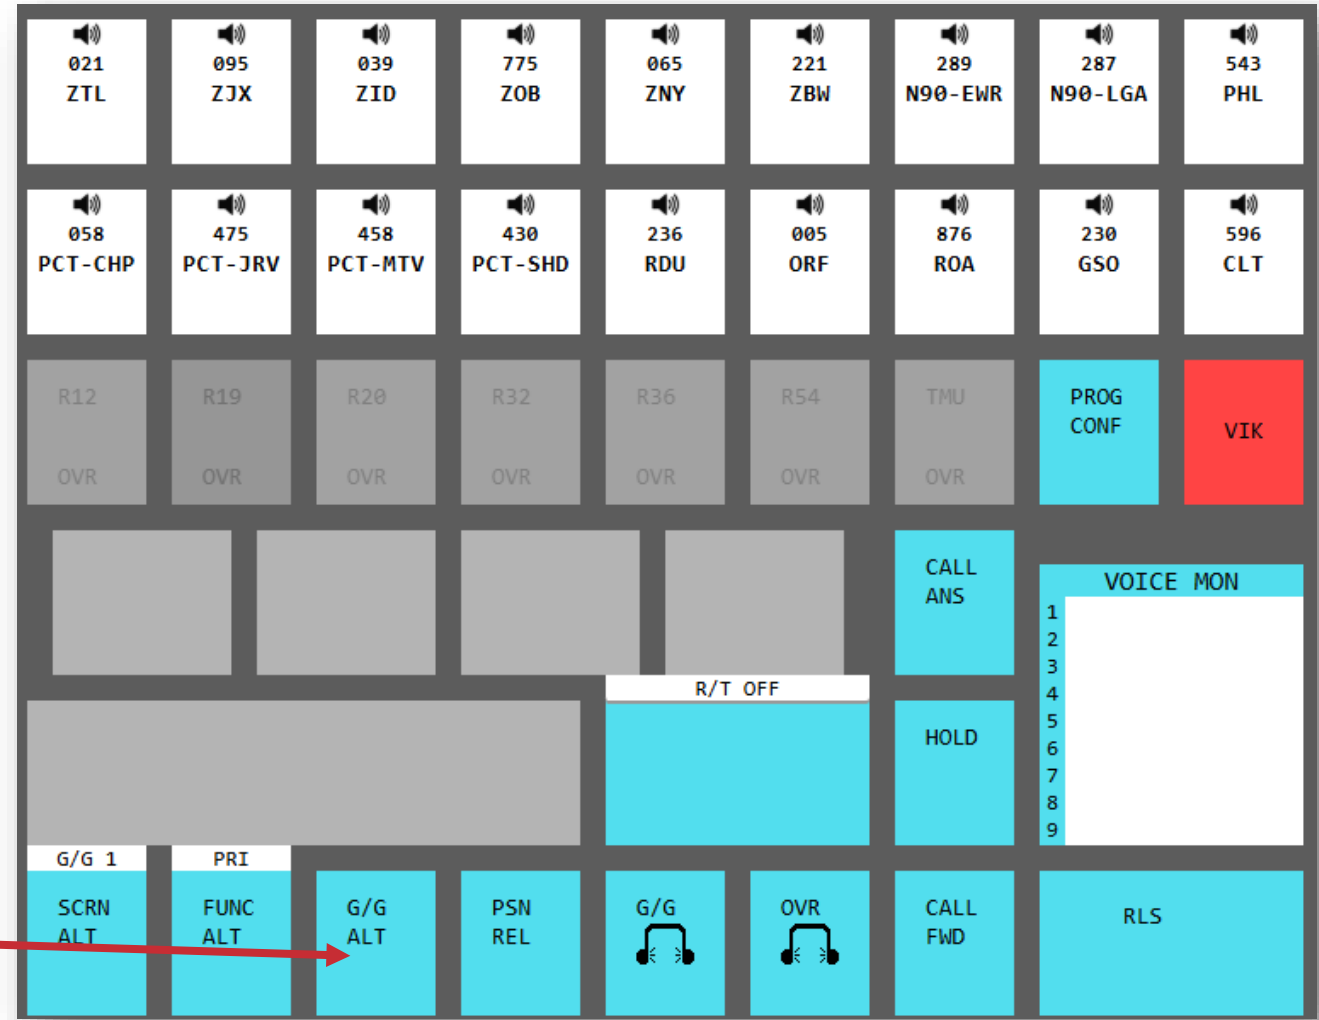 021 095 039 775 065 221 289 287 543
ZTL ZJX ZID ZOB ZNY ZBW N90-EWR N90-LGA PHL
058 475 458 430 236 005 876 230 596
PCT-CHP PCT-JRV PCT-MTV PCT-SHD RDU ORF ROA GSO CLT
R12 R19 R20 R32 R36 R54 TMU PROG
CONF
VIK
OVR OVR OVR OVR OVR OVR OVR
CALL
ANS
VOICE MON
1
2
3
4
5
6
7
8
9
R/T OFF
HOLD
G/G 1 PRI
SCRN FUNC G/G PSN G/G OVR CALL RLS
ALT ALT ALT REL FWD